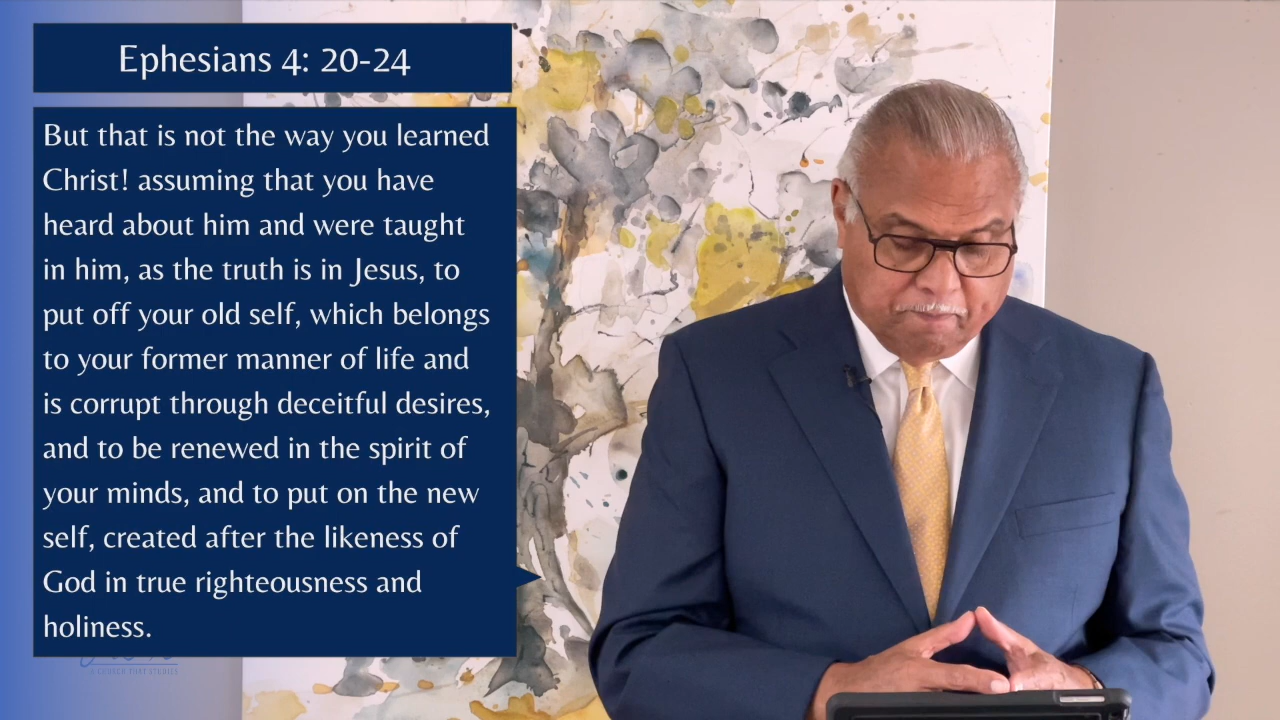 Ephesians 4: 20-24
But that is not the way you learned
Christ! assuming that you have
heard about him and were taught
in him, as the truth is in Jesus, to
put off your old self, which belongs
to your former manner of life and
is corrupt through deceitful desires,
and to be renewed in the spirit of
your minds, and to put on the new
self, created after the likeness of
God in true righteousness and
holiness.